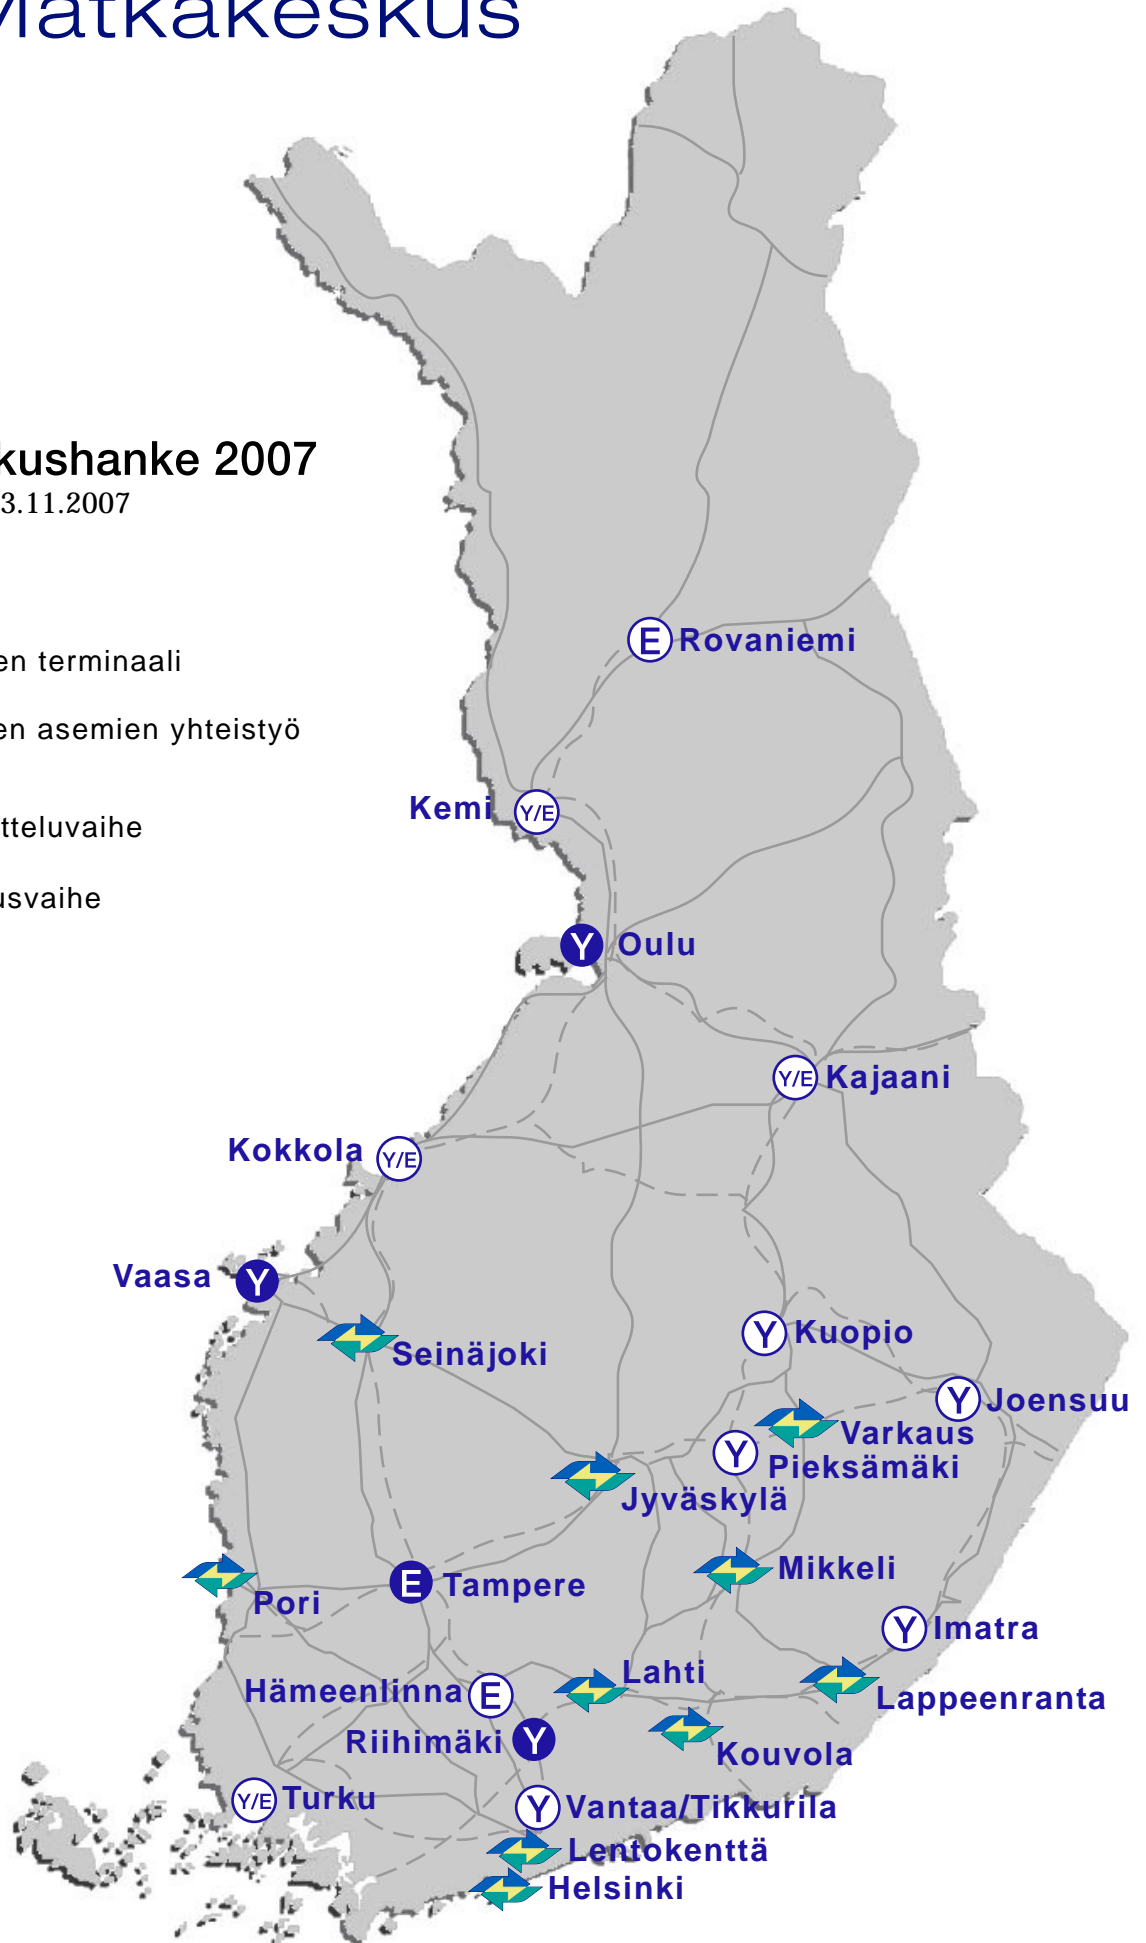 Matkakeskus
kushanke 2007
3.11.2007
en terminaali
en asemien yhteistyö
tteluvaihe
usvaihe
E Rovaniemi
Kemi Y/E
Y Oulu
Y/E Kajaani
Kokkola Y/E
Vaasa Y
Y Kuopio
Seinäjoki
Y Joensuu
Varkaus
Y Pieksämäki
Jyväskylä
Mikkeli
E Tampere
Pori
Y Imatra
Lahti
Hämeenlinna E
Lappeenranta
Riihimäki Y
Kouvola
Y/E Turku
Y Vantaa/Tikkurila
Lentokenttä
Helsinki